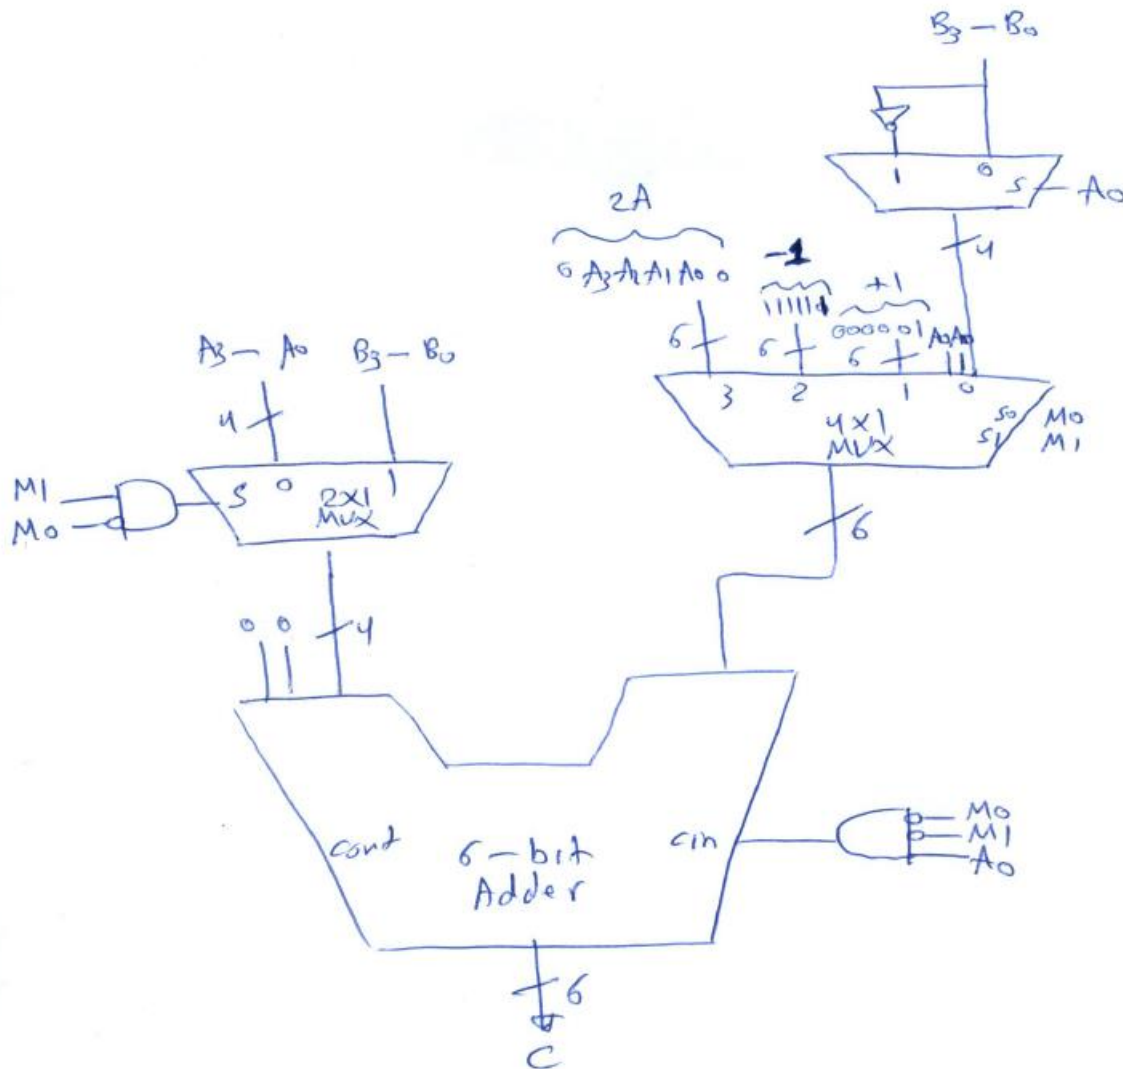 B3 – B0
1 0 S A0
2A
4
0 A3 A2 A1 A0 0
-1
+1
111111
000001
A0 A0
6 6 6
A3 – A0 B3 – B0
3 2 1 0
4
4x1
MUX
S0
S1
M0
M1
M1
M0
S 0 1
2x1
MUX
6
0 0
4
cout
6-bit
Adder
cin
M0
M1
A0
6
C